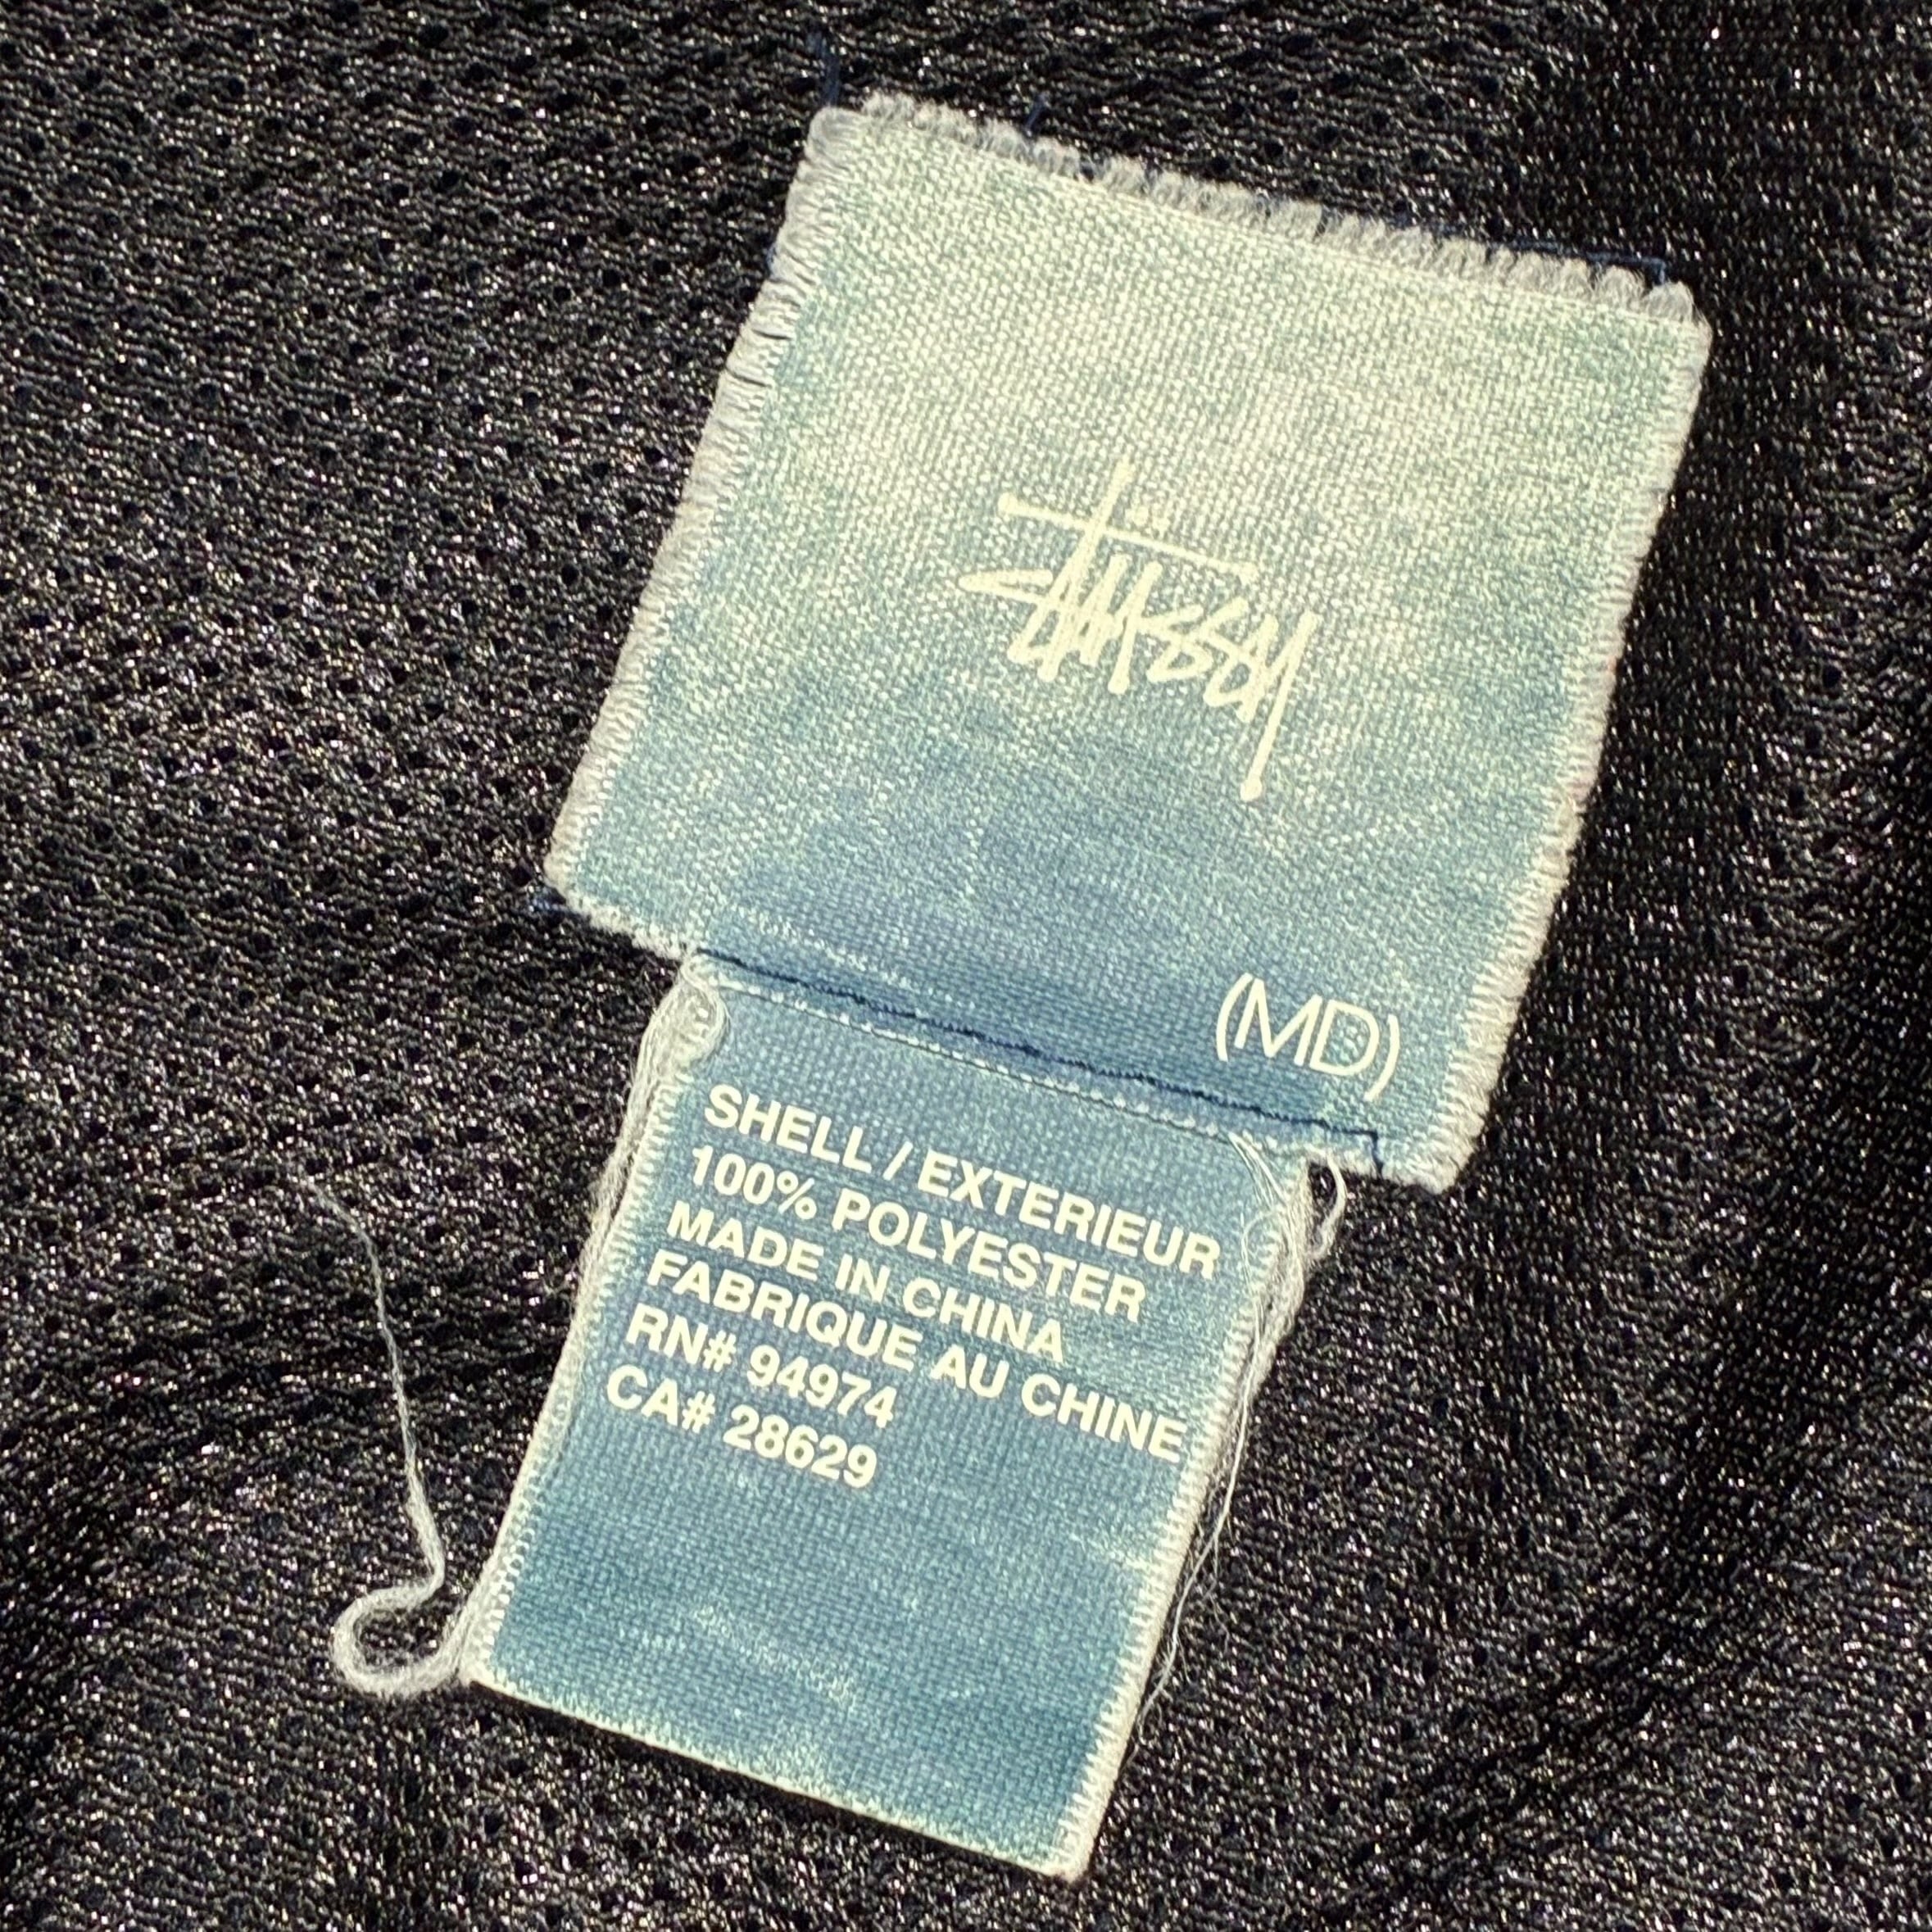 Stussy
(MD)
SHELL / EXTERIEUR
100% POLYESTER
MADE IN CHINA
FABRIQUE AU CHINE
RN# 94974
CA# 28629